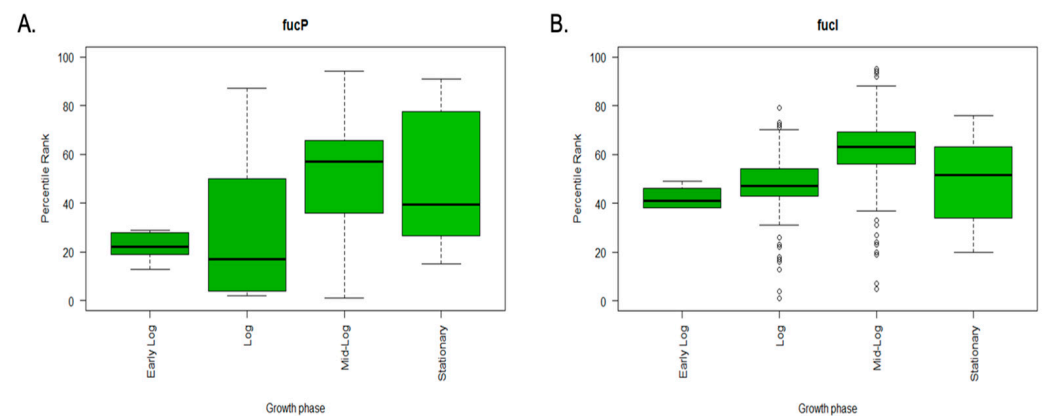 A.
fucP
Percentile Rank
100
80
60
40
20
0
Early Log
Log
Mid-Log
Stationary
Growth phase
B.
fucI
Percentile Rank
100
80
60
40
20
0
Early Log
Log
Mid-Log
Stationary
Growth phase